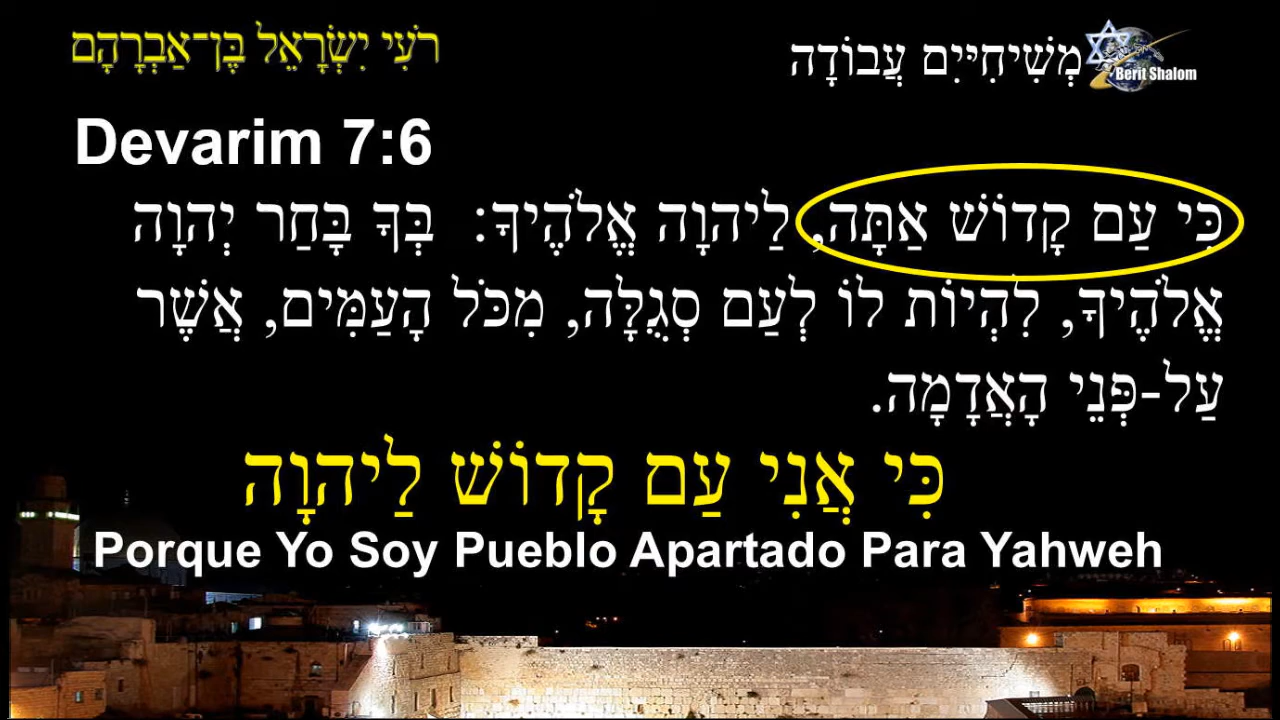 רֹעִי יִשְׂרָאֵל בֶּן־אַבְרָהָם
מְשִׁיחִיִּים עֲבוֹדָה
Berit Shalom
Devarim 7:6
כִּי עַם קָדוֹשׁ אַתָּה, לַיהוָה אֱלֹהֶיךָ: בְּךָ בָּחַר יְהוָה
אֱלֹהֶיךָ, לִהְיוֹת לוֹ לְעַם סְגֻלָּה, מִכֹּל הָעַמִּים, אֲשֶׁר
עַל-פְּנֵי הָאֲדָמָה.
כִּי אֲנִי עַם קָדוֹשׁ לַיהוָה
Porque Yo Soy Pueblo Apartado Para Yahweh